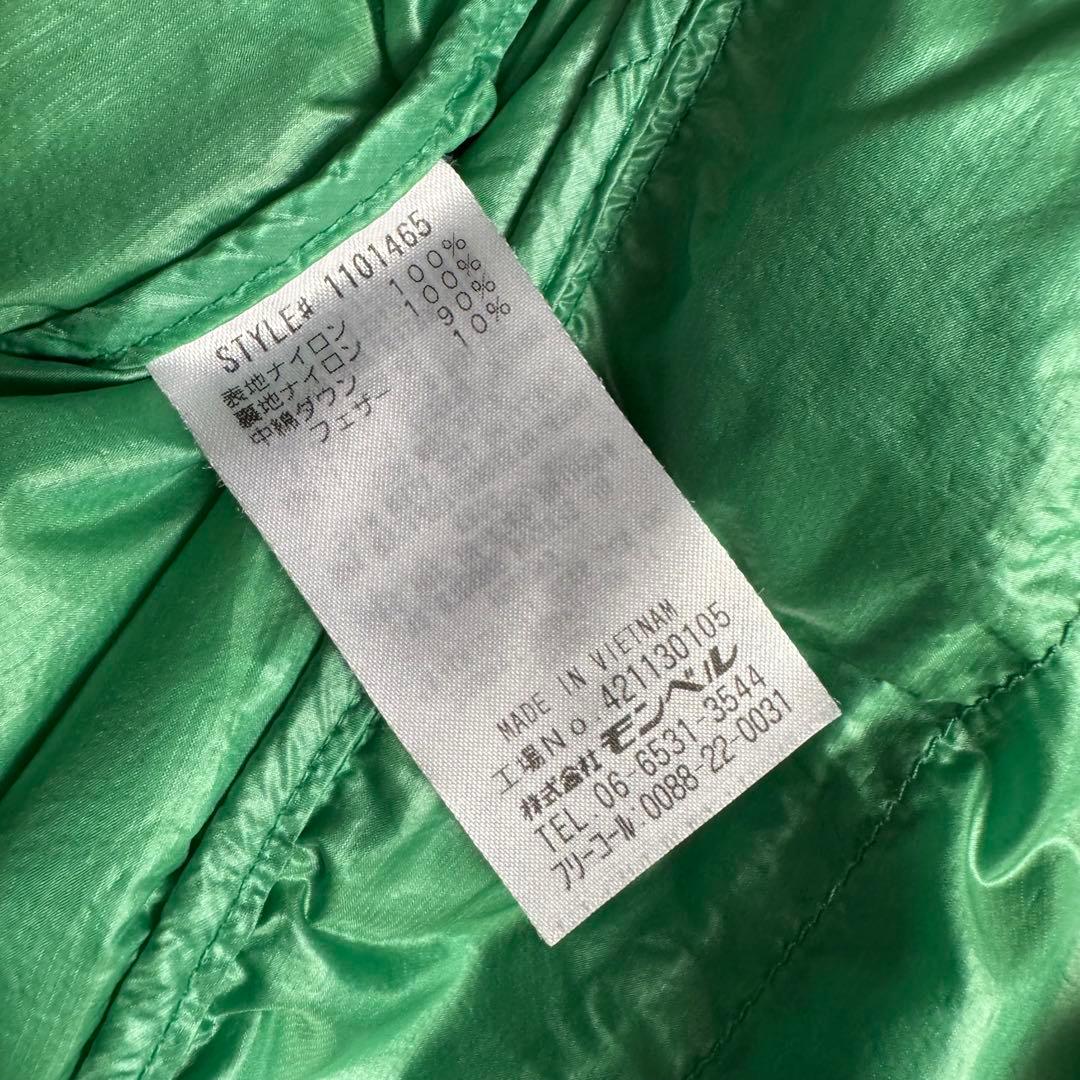 STYLE# 1101465
表地ナイロン 100%
裏地ナイロン 100%
中綿ダウン 90%
フェザー 10%
MADE IN VIETNAM
工場No.421130105
株式会社モンベル
TEL.06-6531-3544
フリーコール.0088-22-0031